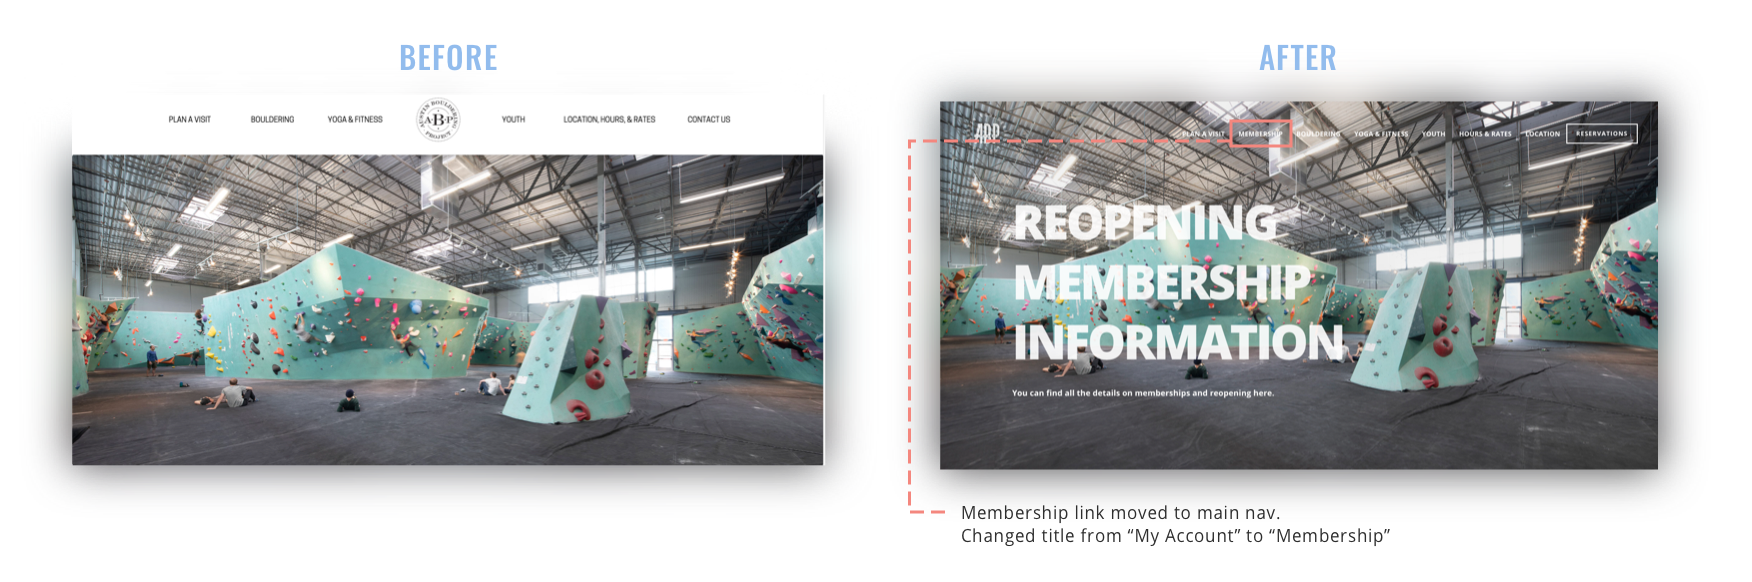 BEFORE
PLAN A VISIT
BOULDERING
YOGA & FITNESS
AUSTIN BOULDERING PROJECT
A·B·P
YOUTH
LOCATION, HOURS, & RATES
CONTACT US
AFTER
ABP
PLAN A VISIT
MEMBERSHIP
BOULDERING
YOGA & FITNESS
YOUTH
HOURS & RATES
LOCATION
RESERVATIONS
REOPENING
MEMBERSHIP
INFORMATION
You can find all the details on memberships and reopening here.
Membership link moved to main nav.
Changed title from “My Account” to “Membership”